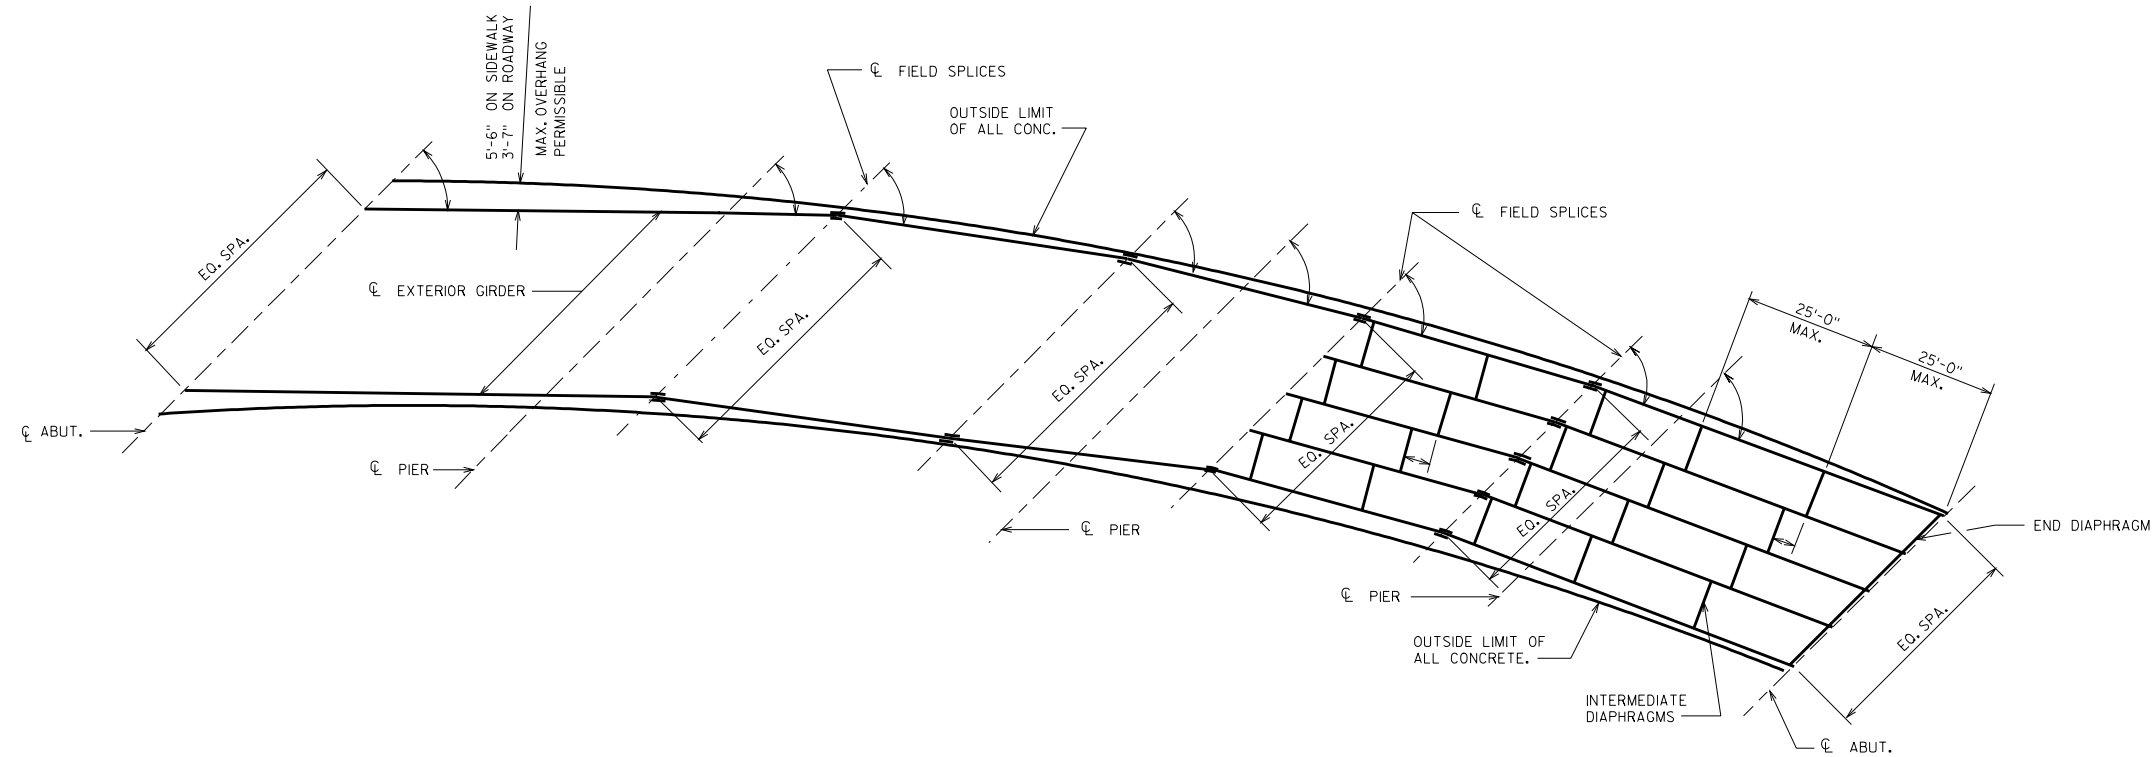 5'-6" ON SIDEWALK
3'-7" ON ROADWAY
MAX. OVERHANG
PERMISSIBLE
℄ FIELD SPLICES
OUTSIDE LIMIT
OF ALL CONC.
℄ FIELD SPLICES
EQ. SPA.
℄ EXTERIOR GIRDER
EQ. SPA.
EQ. SPA.
25'-0"
MAX.
25'-0"
MAX.
℄ ABUT.
℄ PIER
EQ. SPA.
℄ PIER
EQ. SPA.
END DIAPHRAGM
℄ PIER
EQ. SPA.
OUTSIDE LIMIT OF
ALL CONCRETE.
INTERMEDIATE
DIAPHRAGMS
℄ ABUT.